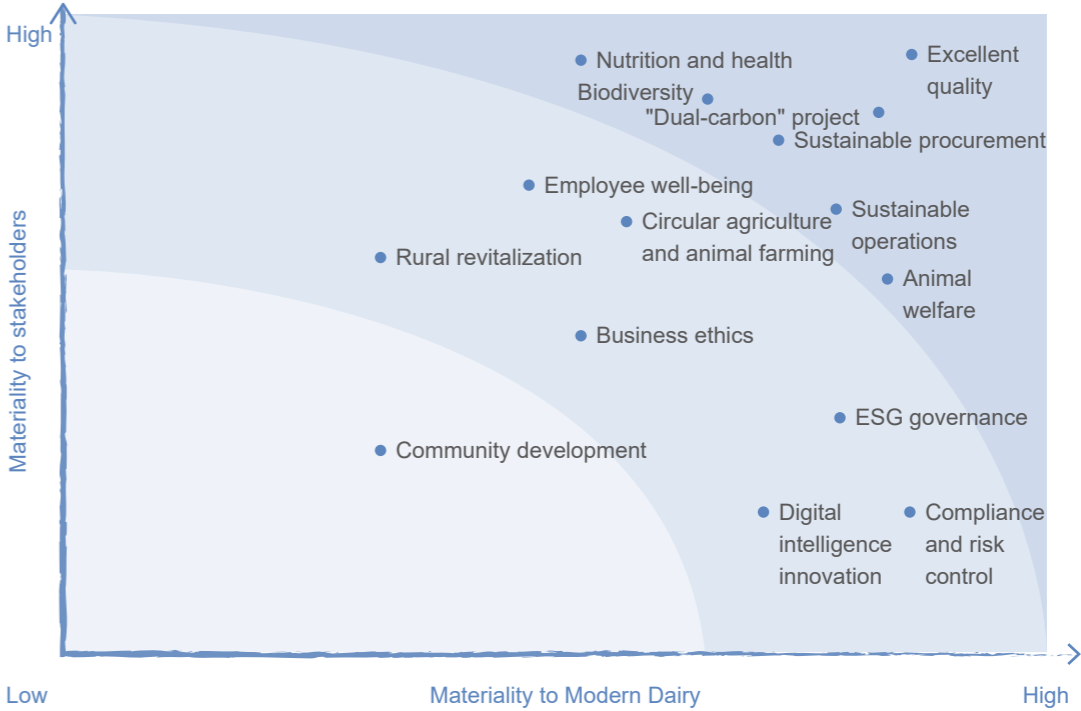 High
Nutrition and health
Excellent
quality
Biodiversity
"Dual-carbon" project
Sustainable procurement
Employee well-being
Circular agriculture
and animal farming
Sustainable
operations
Rural revitalization
Animal
welfare
Business ethics
ESG governance
Community development
Digital
intelligence
innovation
Compliance
and risk
control
Materiality to stakeholders
Low
Materiality to Modern Dairy
High